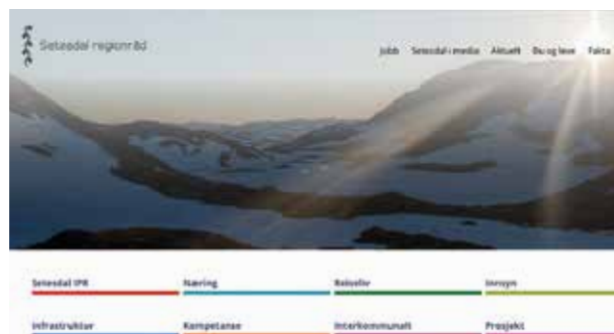 Setesdal regionråd
Jobb Setesdal i media Aktuelt Bu og leve Fakta
Setesdal IPR Næring Reiseliv Innsyn
Infrastruktur Kompetanse Interkommunalt Prosjekt